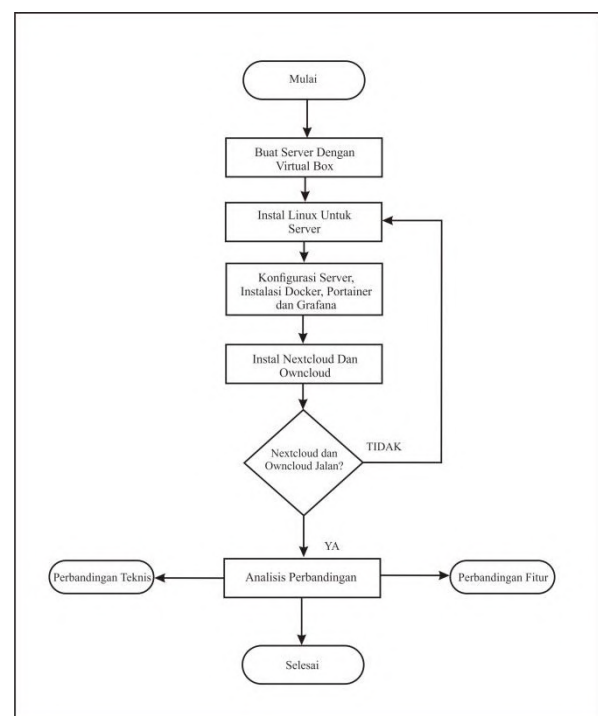 Mulai
Buat Server Dengan
Virtual Box
Instal Linux Untuk
Server
Konfigurasi Server,
Instalasi Docker, Portainer
dan Grafana
Instal Nextcloud Dan
Owncloud
Nextcloud dan
Owncloud Jalan?
TIDAK
YA
Perbandingan Teknis
Analisis Perbandingan
Perbandingan Fitur
Selesai